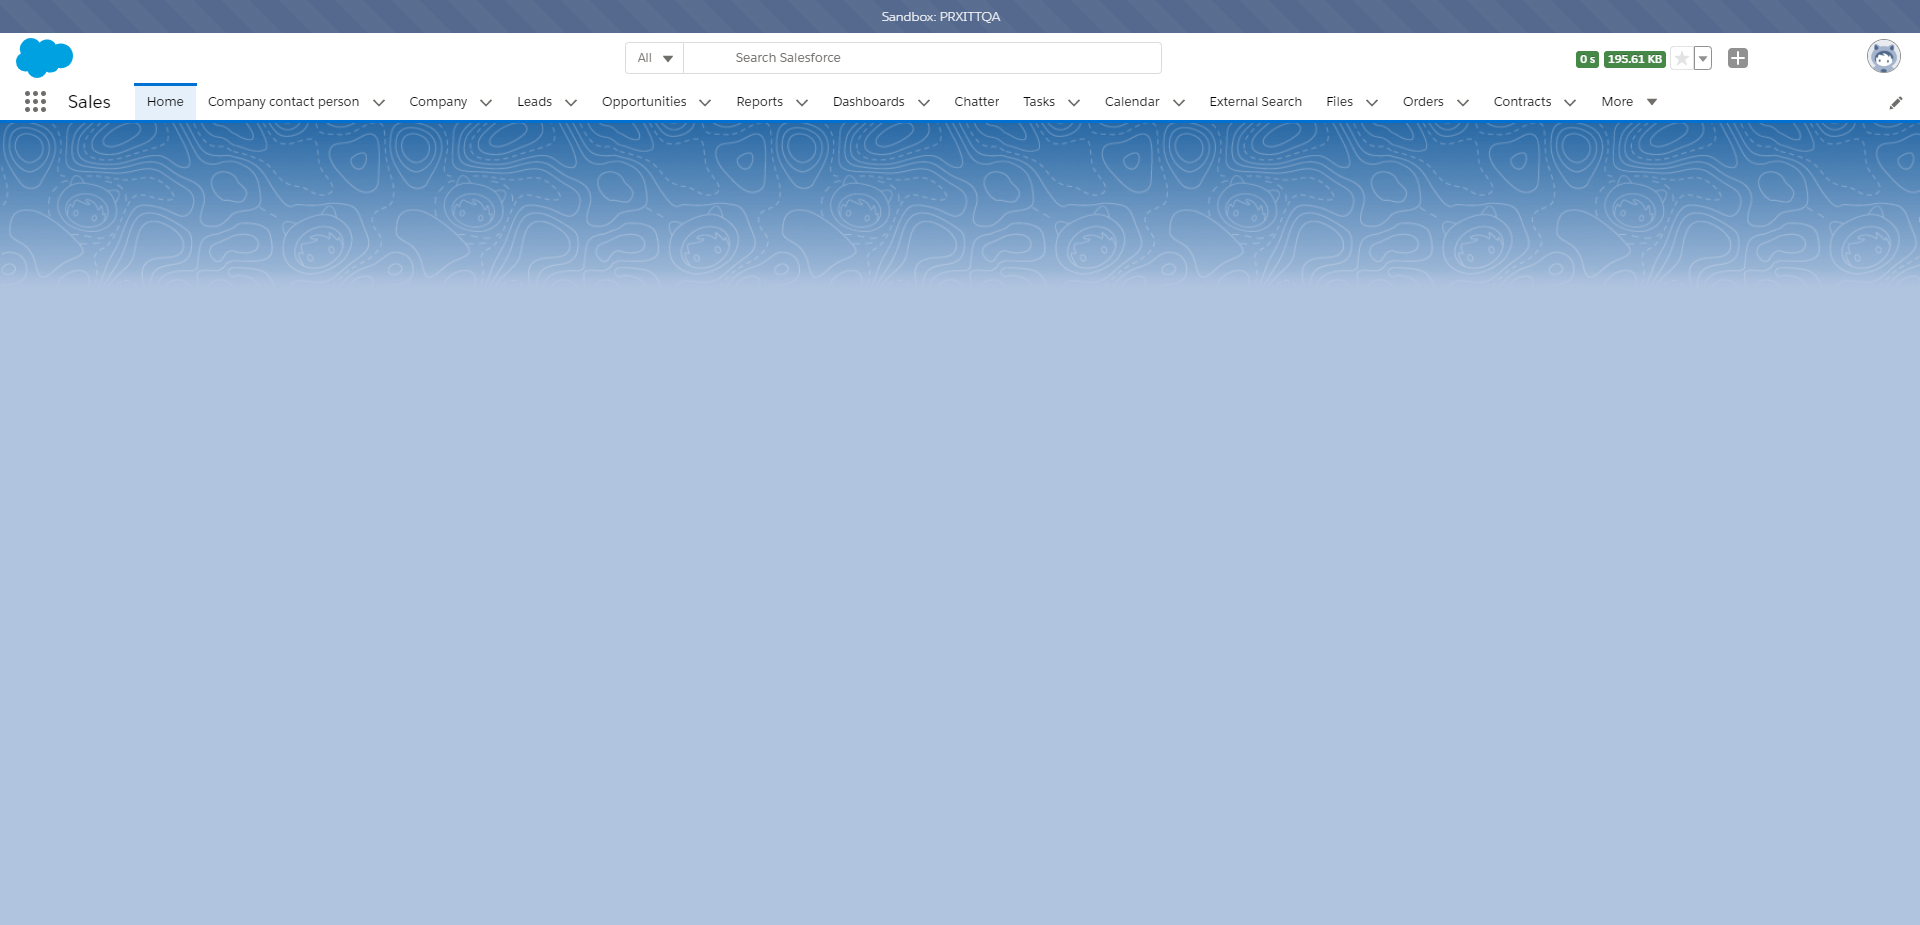 Sandbox: PRXITTQA
All
Search Salesforce
0 s
195.61 KB
Sales
Home
Company contact person
Company
Leads
Opportunities
Reports
Dashboards
Chatter
Tasks
Calendar
External Search
Files
Orders
Contracts
More